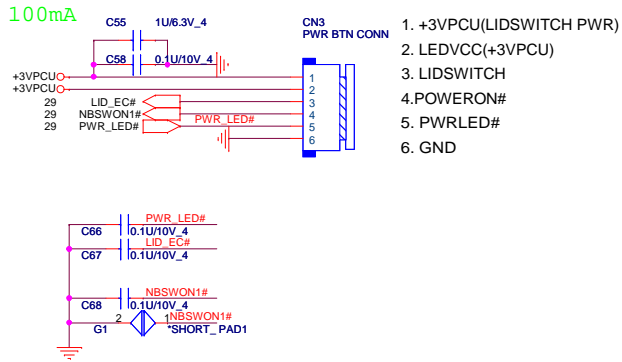 100mA
C55 1U/6.3V_4
CN3
PWR BTN CONN
C58 0.1U/10V_4
+3VPCU 1
+3VPCU 2
29 LID_EC# 3
29 NBSWON1# 4
29 PWR_LED# PWR_LED# 5
6
1. +3VPCU(LIDSWITCH PWR)
2. LEDVCC(+3VPCU)
3. LIDSWITCH
4.POWERON#
5. PWRLED#
6. GND
C66 PWR_LED#
0.1U/10V_4
C67 LID_EC#
0.1U/10V_4
C68 NBSWON1#
0.1U/10V_4
G1 2 1 NBSWON1#
*SHORT_ PAD1